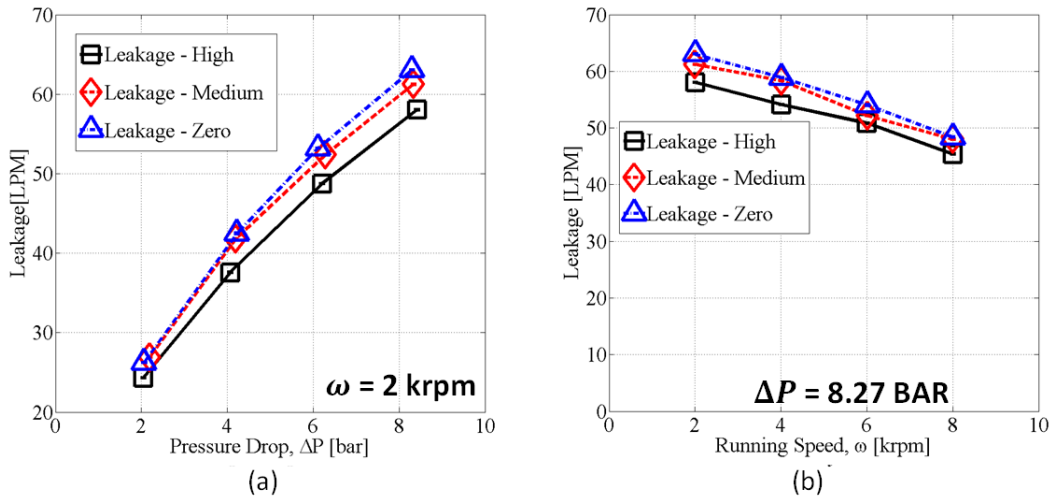 70
60
50
40
30
20
Leakage[LPM]
Leakage - High
Leakage - Medium
Leakage - Zero
ω = 2 krpm
0
2
4
6
8
10
Pressure Drop, ΔP [bar]
(a)
70
60
50
40
30
20
10
0
Leakage [LPM]
Leakage - High
Leakage - Medium
Leakage - Zero
ΔP = 8.27 BAR
0
2
4
6
8
10
Running Speed, ω [krpm]
(b)